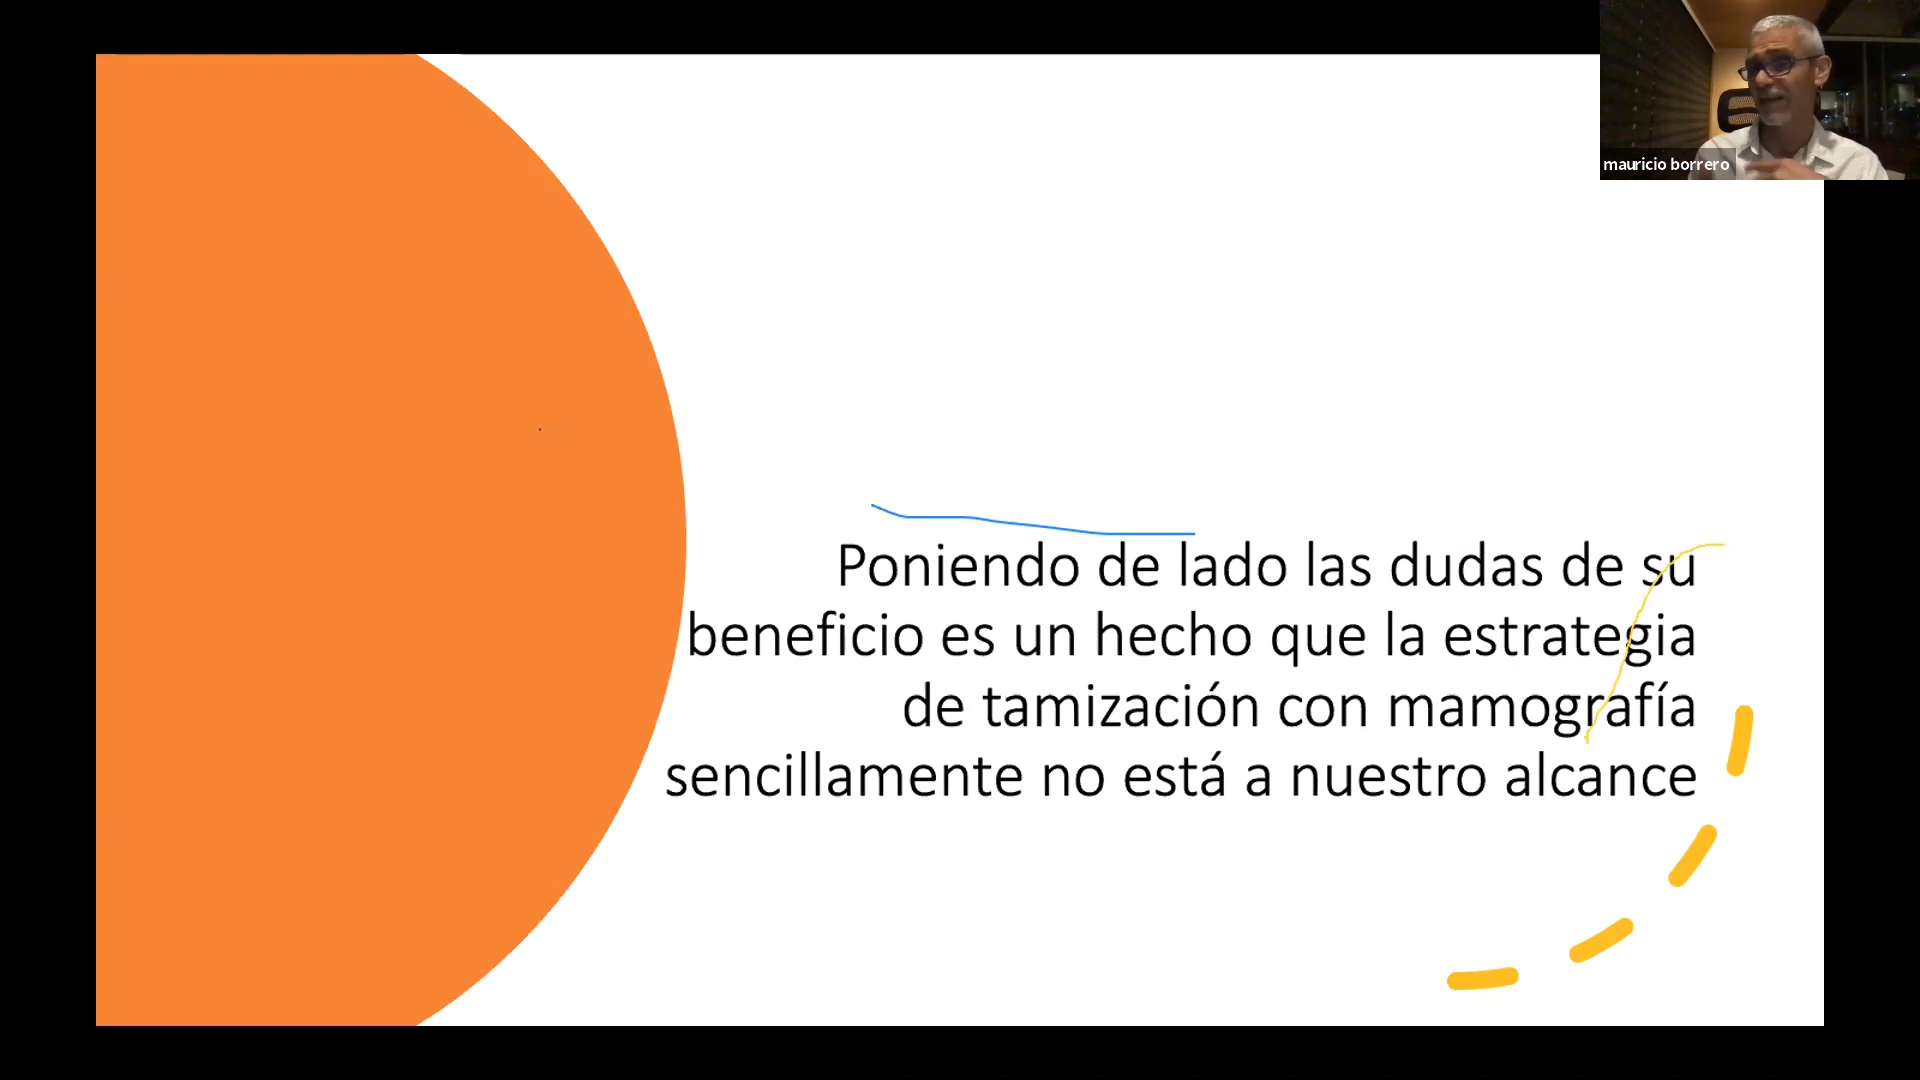 mauricio borrero
Poniendo de lado las dudas de su
beneficio es un hecho que la estrategia
de tamización con mamografía
sencillamente no está a nuestro alcance